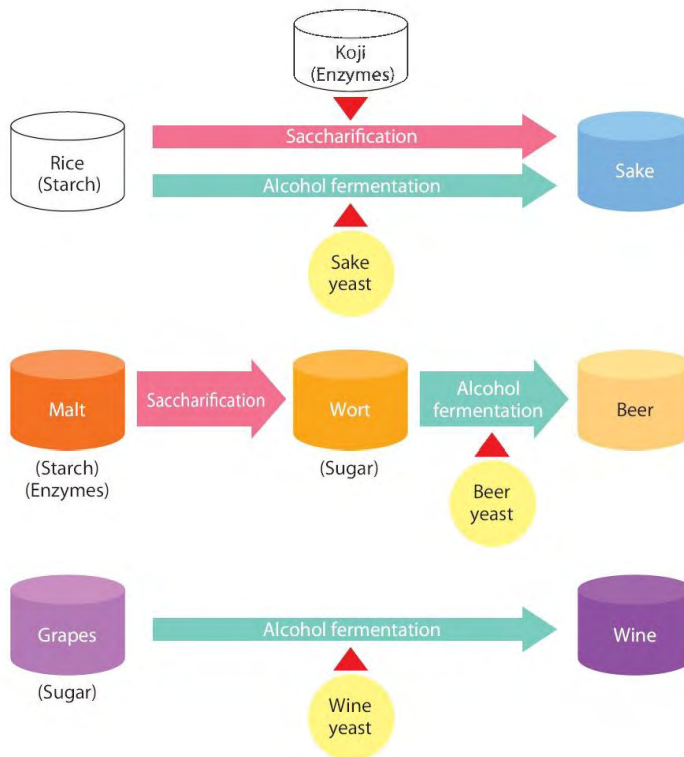 Koji
(Enzymes)
Saccharification
Rice
(Starch)
Alcohol fermentation
Sake
Sake
yeast
Malt
Saccharification
Wort
Alcohol
fermentation
Beer
(Starch)
(Enzymes)
(Sugar)
Beer
yeast
Grapes
Alcohol fermentation
Wine
(Sugar)
Wine
yeast